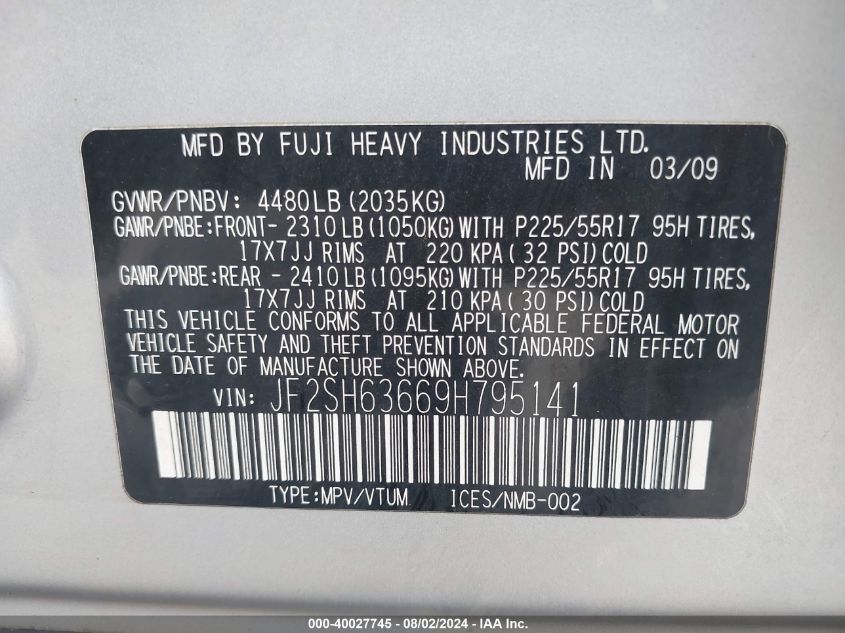 MFD BY FUJI HEAVY INDUSTRIES LTD.
MFD IN 03/09
GVWR/PNBV: 4480LB (2035KG)
GAWR/PNBE:FRONT- 2310LB (1050KG) WITH P225/55R17 95H TIRES,
17X7JJ RIMS AT 220 KPA (32 PSI) COLD
GAWR/PNBE:REAR - 2410LB (1095KG) WITH P225/55R17 95H TIRES,
17X7JJ RIMS AT 210 KPA (30 PSI) COLD
THIS VEHICLE CONFORMS TO ALL APPLICABLE FEDERAL MOTOR
VEHICLE SAFETY AND THEFT PREVENTION STANDARDS IN EFFECT ON
THE DATE OF MANUFACTURE SHOWN ABOVE.
VIN: JF2SH63669H795141
TYPE:MPV/VTUM ICES/NMB-002
000-40027745 - 08/02/2024 - IAA Inc.